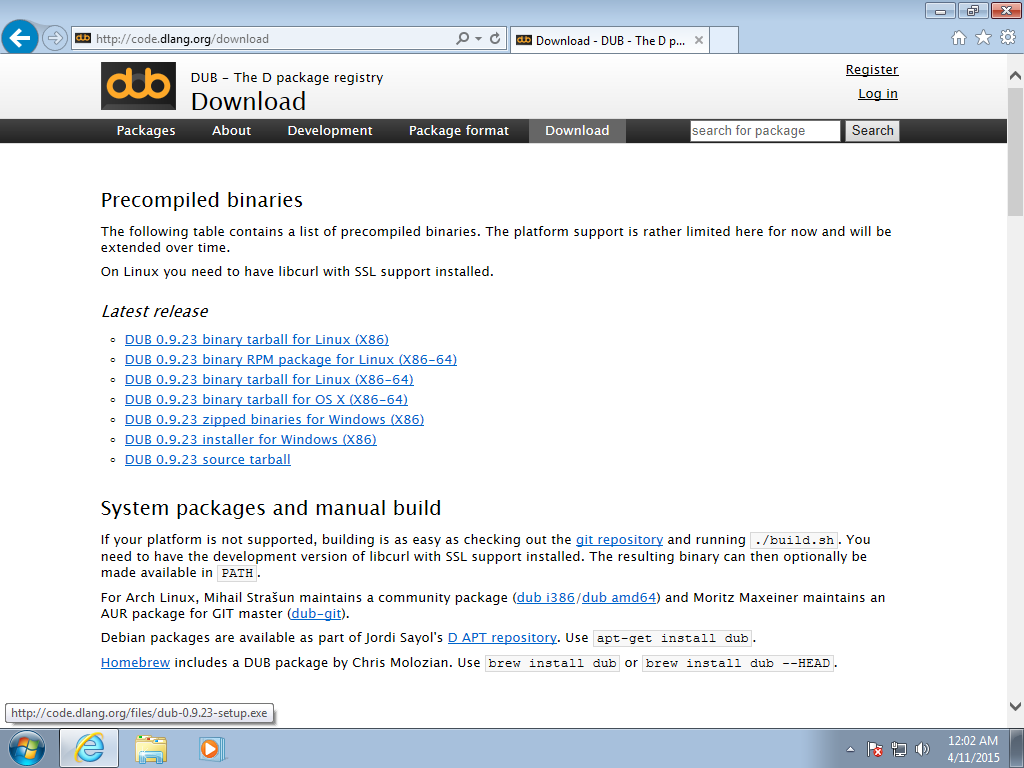 http://code.dlang.org/download
dub Download - DUB - The D p...
dub
DUB – The D package registry
Download
Register
Log in
Packages About Development Package format Download search for package Search
Precompiled binaries
The following table contains a list of precompiled binaries. The platform support is rather limited here for now and will be
extended over time.
On Linux you need to have libcurl with SSL support installed.
Latest release
DUB 0.9.23 binary tarball for Linux (X86)
DUB 0.9.23 binary RPM package for Linux (X86-64)
DUB 0.9.23 binary tarball for Linux (X86-64)
DUB 0.9.23 binary tarball for OS X (X86-64)
DUB 0.9.23 zipped binaries for Windows (X86)
DUB 0.9.23 installer for Windows (X86)
DUB 0.9.23 source tarball
System packages and manual build
If your platform is not supported, building is as easy as checking out the git repository and running ./build.sh. You
need to have the development version of libcurl with SSL support installed. The resulting binary can then optionally be
made available in PATH.
For Arch Linux, Mihail Strašun maintains a community package (dub i386/dub amd64) and Moritz Maxeiner maintains an
AUR package for GIT master (dub-git).
Debian packages are available as part of Jordi Sayol's D APT repository. Use apt-get install dub.
Homebrew includes a DUB package by Chris Molozian. Use brew install dub or brew install dub --HEAD.
http://code.dlang.org/files/dub-0.9.23-setup.exe
12:02 AM
4/11/2015